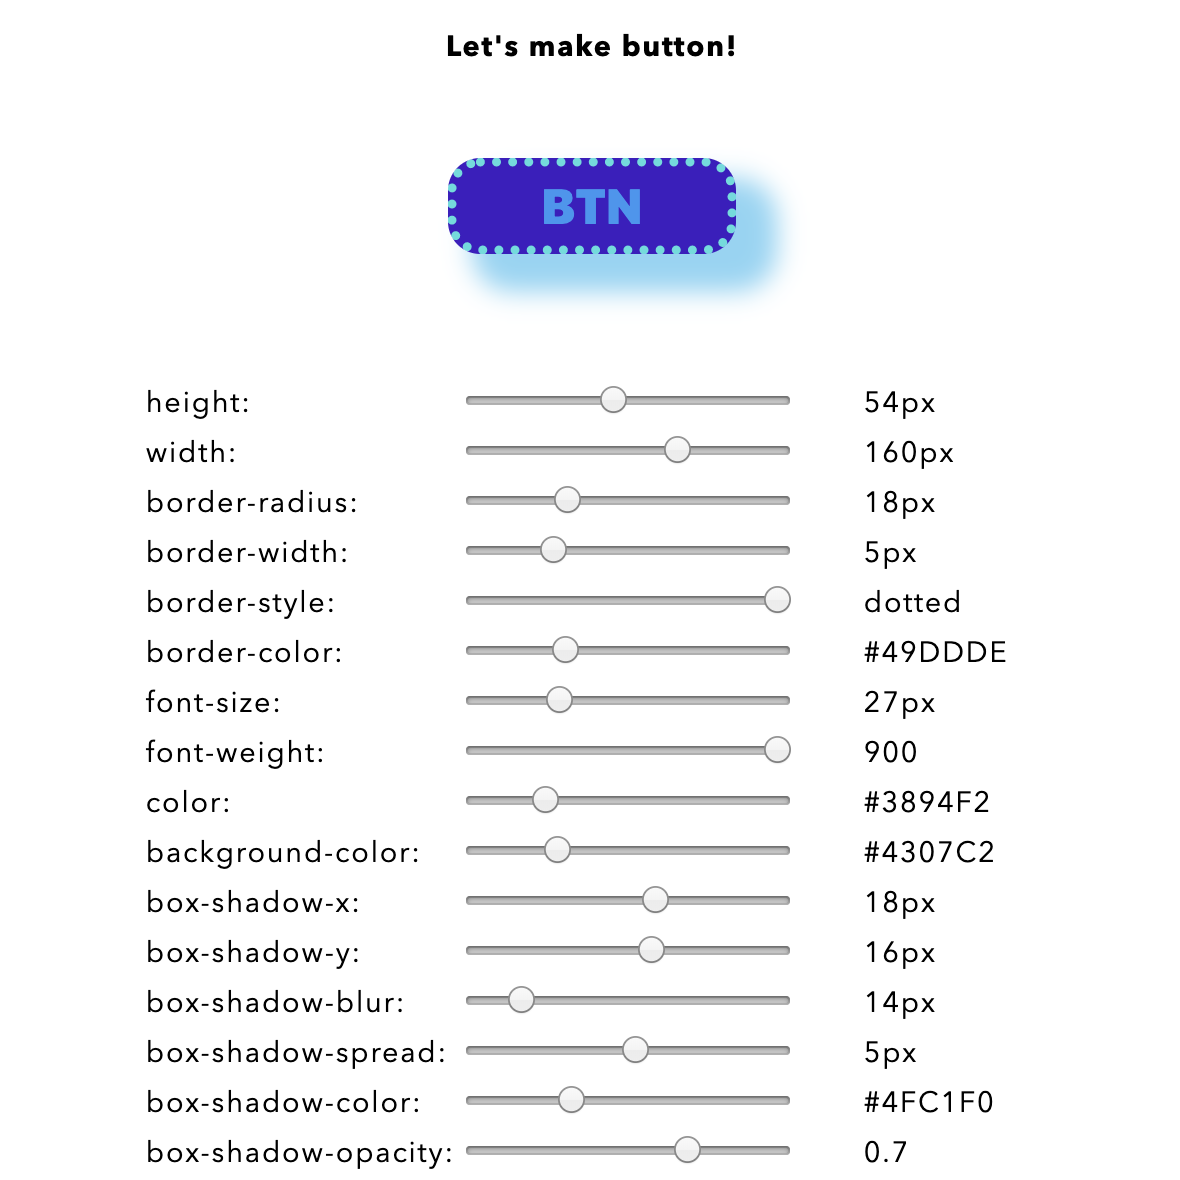 Let's make button!
BTN
height: 54px
width: 160px
border-radius: 18px
border-width: 5px
border-style: dotted
border-color: #49DDDE
font-size: 27px
font-weight: 900
color: #3894F2
background-color: #4307C2
box-shadow-x: 18px
box-shadow-y: 16px
box-shadow-blur: 14px
box-shadow-spread: 5px
box-shadow-color: #4FC1F0
box-shadow-opacity: 0.7